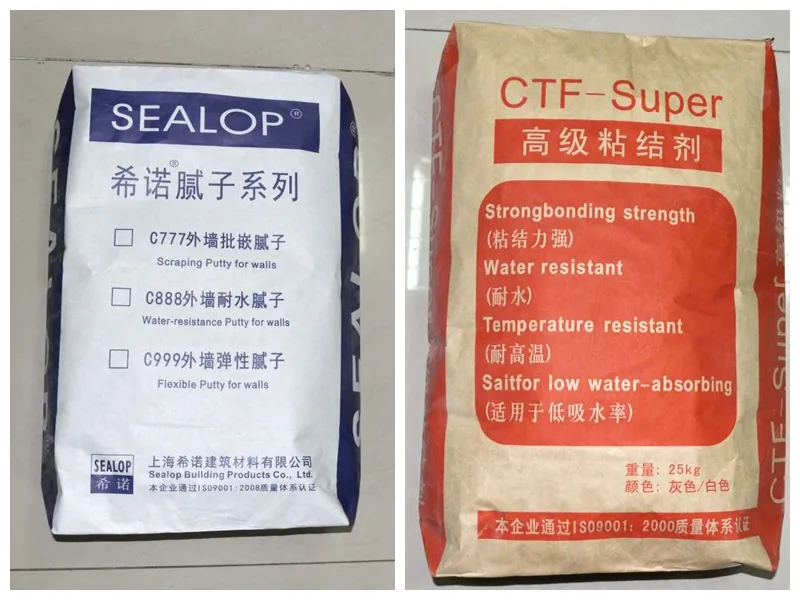 SEALOP®
希诺®腻子系列
C777外墙批嵌腻子
Scraping Putty for walls
C888外墙耐水腻子
Water-resistance Putty for walls
C999外墙弹性腻子
Flexible Putty for walls
SEALOP
希诺
上海希诺建筑材料有限公司
Sealop Building Products Co., Ltd.
本企业通过ISO9001:2008质量体系认证
CTF-Super
高级粘结剂
Strongbonding strength
(粘结力强)
Water resistant
(耐水)
Temperature resistant
(耐高温)
Saitfor low water-absorbing
(适用于低吸水率)
重量: 25kg
颜色: 灰色/白色
本企业通过ISO9001: 2000质量体系认证
CTF-Super 高级粘